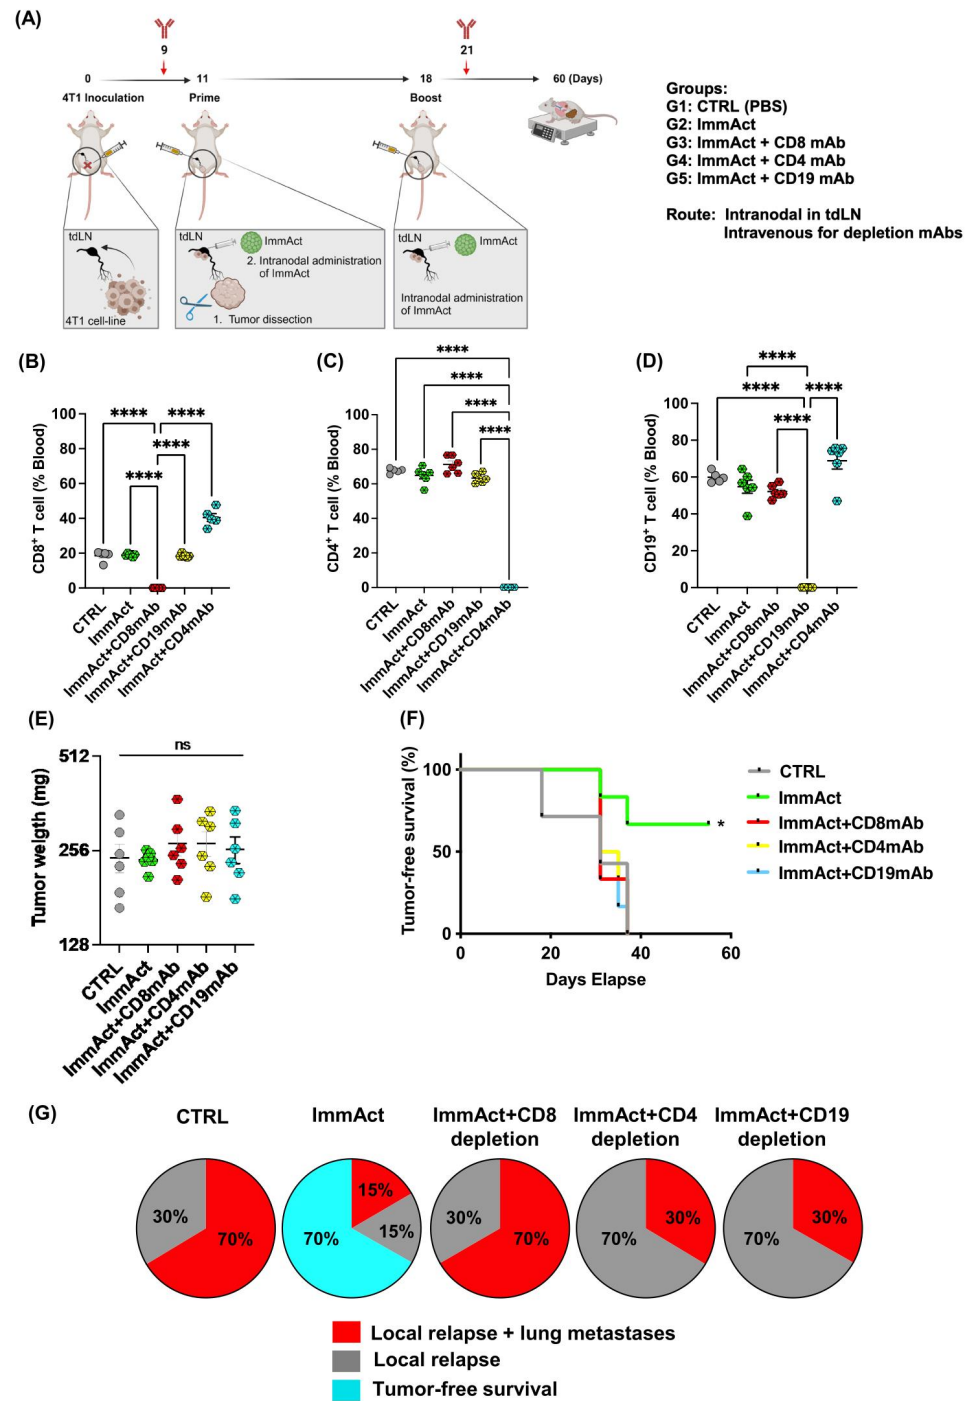 (A)
9
21
0
11
18
60 (Days)
4T1 Inoculation
Prime
Boost
Groups:
G1: CTRL (PBS)
G2: ImmAct
G3: ImmAct + CD8 mAb
G4: ImmAct + CD4 mAb
G5: ImmAct + CD19 mAb
Route: Intranodal in tdLN
Intravenous for depletion mAbs
tdLN
4T1 cell-line
tdLN
ImmAct
2. Intranodal administration
of ImmAct
1. Tumor dissection
tdLN
ImmAct
Intranodal administration
of ImmAct
(B)
CD8+ T cell (% Blood)
100
80
60
40
20
0
****
****
****
****
CTRL
ImmAct
ImmAct+CD8mAb
ImmAct+CD19mAb
ImmAct+CD4mAb
(C)
CD4+ T cell (% Blood)
100
80
60
40
20
0
****
****
****
****
CTRL
ImmAct
ImmAct+CD8mAb
ImmAct+CD19mAb
ImmAct+CD4mAb
(D)
CD19+ T cell (% Blood)
100
80
60
40
20
0
****
****
****
****
CTRL
ImmAct
ImmAct+CD8mAb
ImmAct+CD19mAb
ImmAct+CD4mAb
(E)
Tumor weigth (mg)
512
256
128
ns
CTRL
ImmAct
ImmAct+CD8mAb
ImmAct+CD4mAb
ImmAct+CD19mAb
(F)
Tumor-free survival (%)
100
50
0
0
20
40
60
Days Elapse
*
CTRL
ImmAct
ImmAct+CD8mAb
ImmAct+CD4mAb
ImmAct+CD19mAb
(G)
CTRL
30%
70%
ImmAct
15%
15%
70%
ImmAct+CD8
depletion
30%
70%
ImmAct+CD4
depletion
30%
70%
ImmAct+CD19
depletion
30%
70%
Local relapse + lung metastases
Local relapse
Tumor-free survival